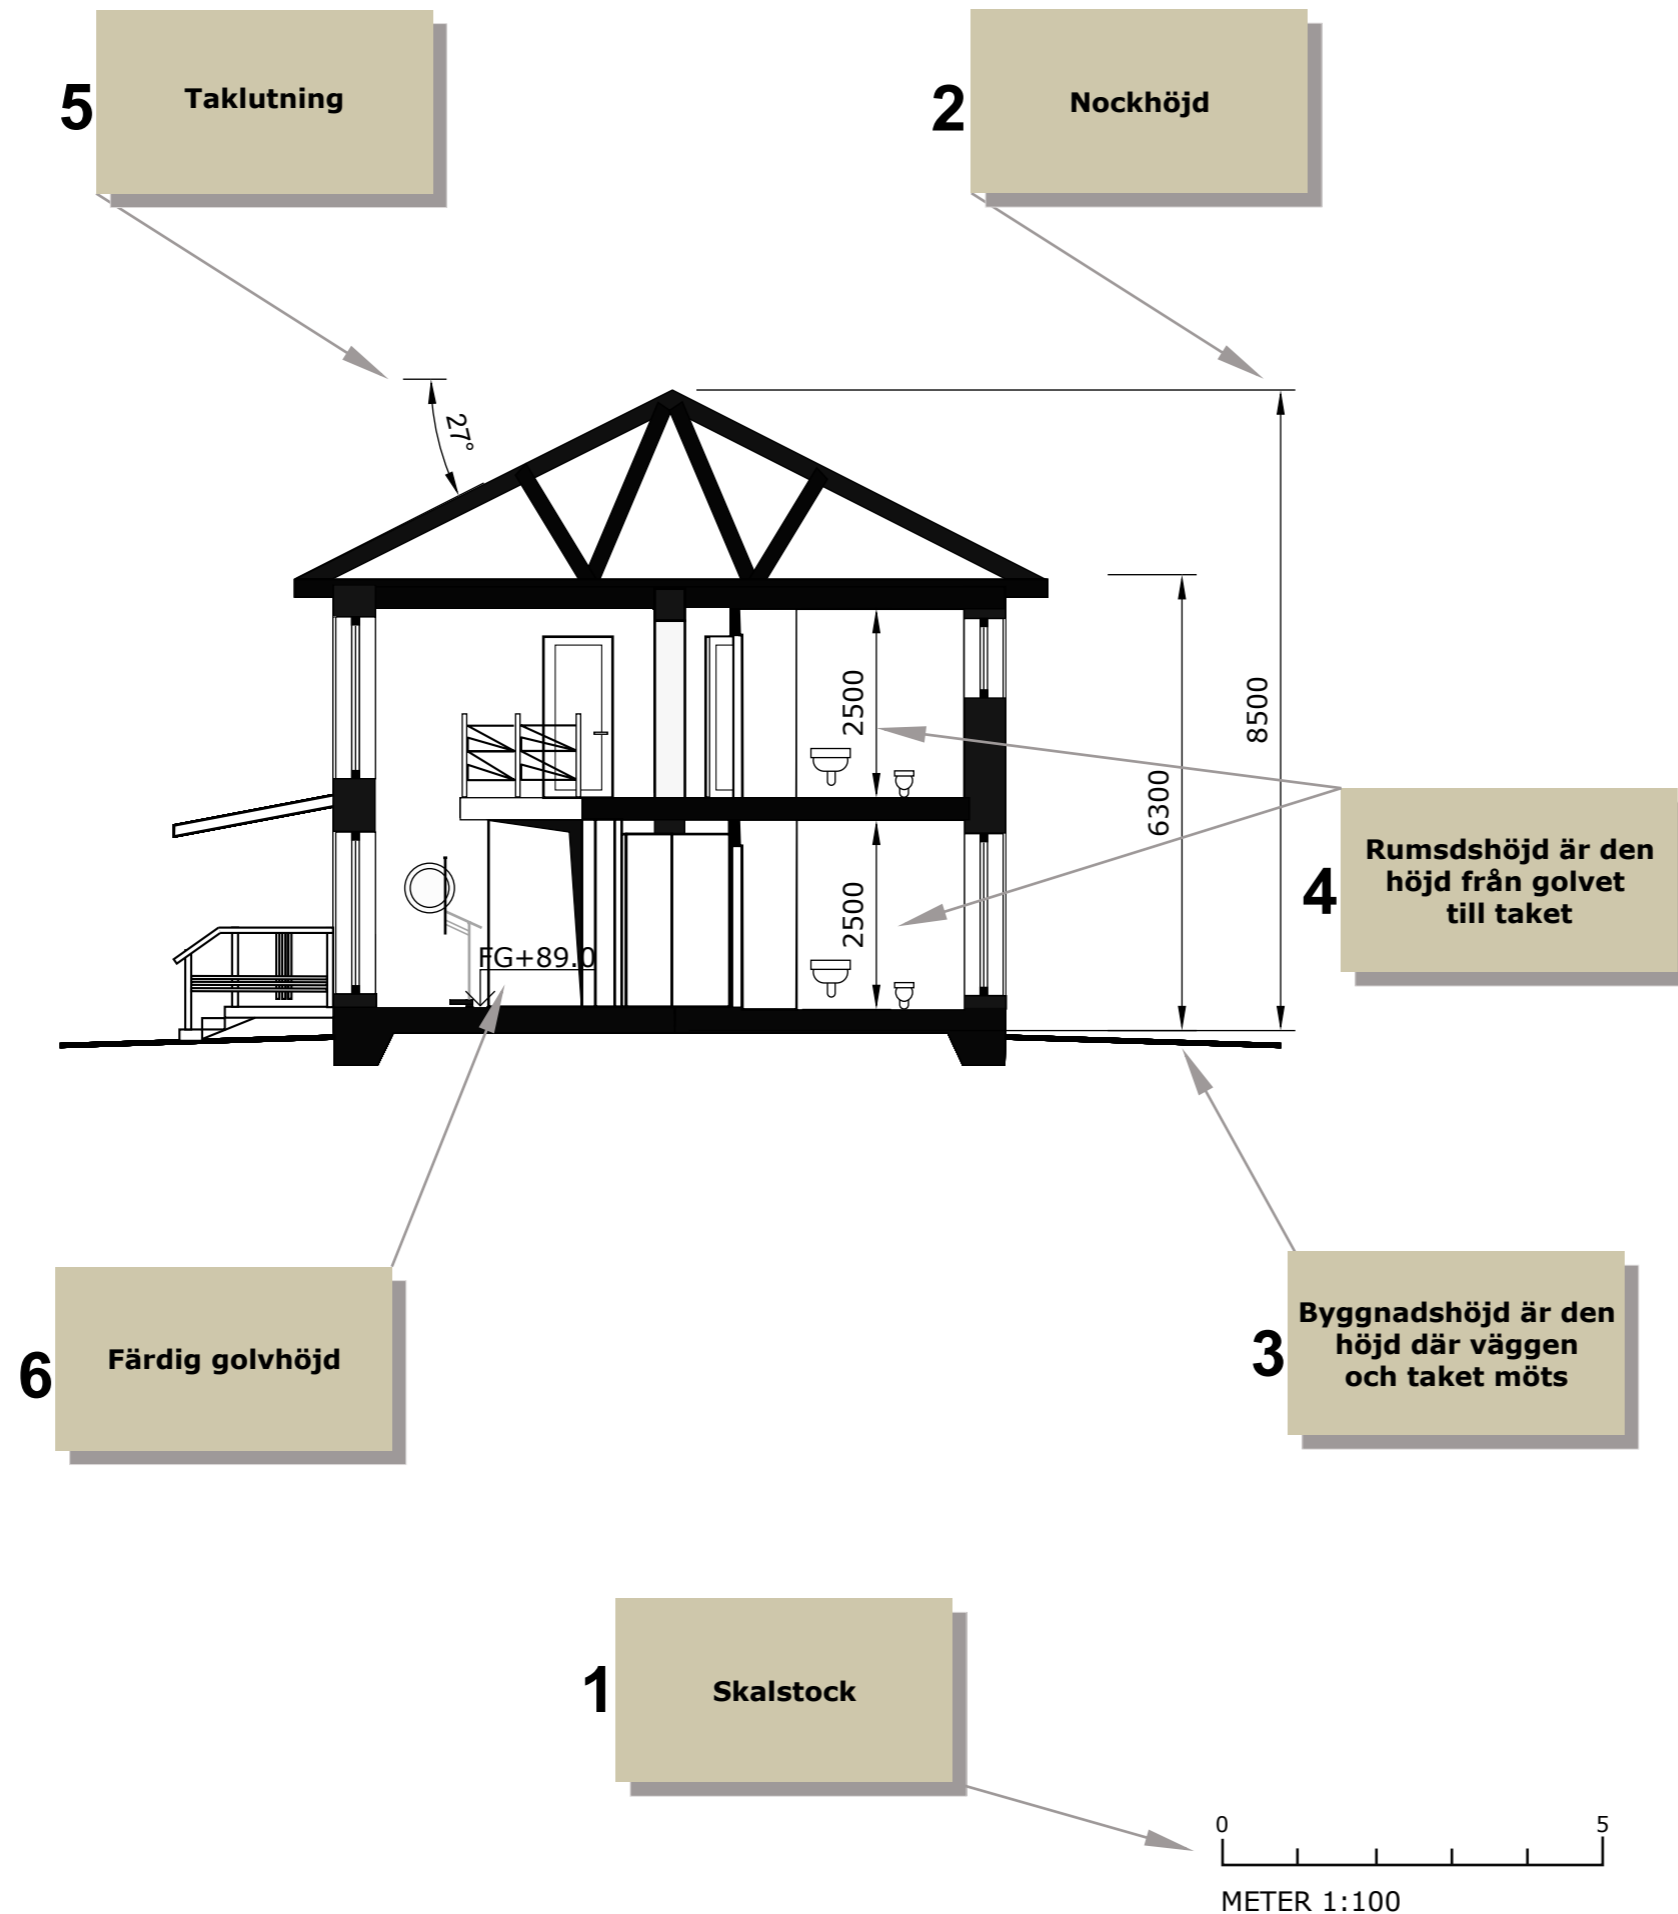 5
Taklutning
2
Nockhöjd
27°
2500
8500
6300
Rumsdshöjd är den
höjd från golvet
till taket
4
2500
FG+89.0
Byggnadshöjd är den
höjd där väggen
och taket möts
3
6
Färdig golvhöjd
1
Skalstock
0 5
METER 1:100